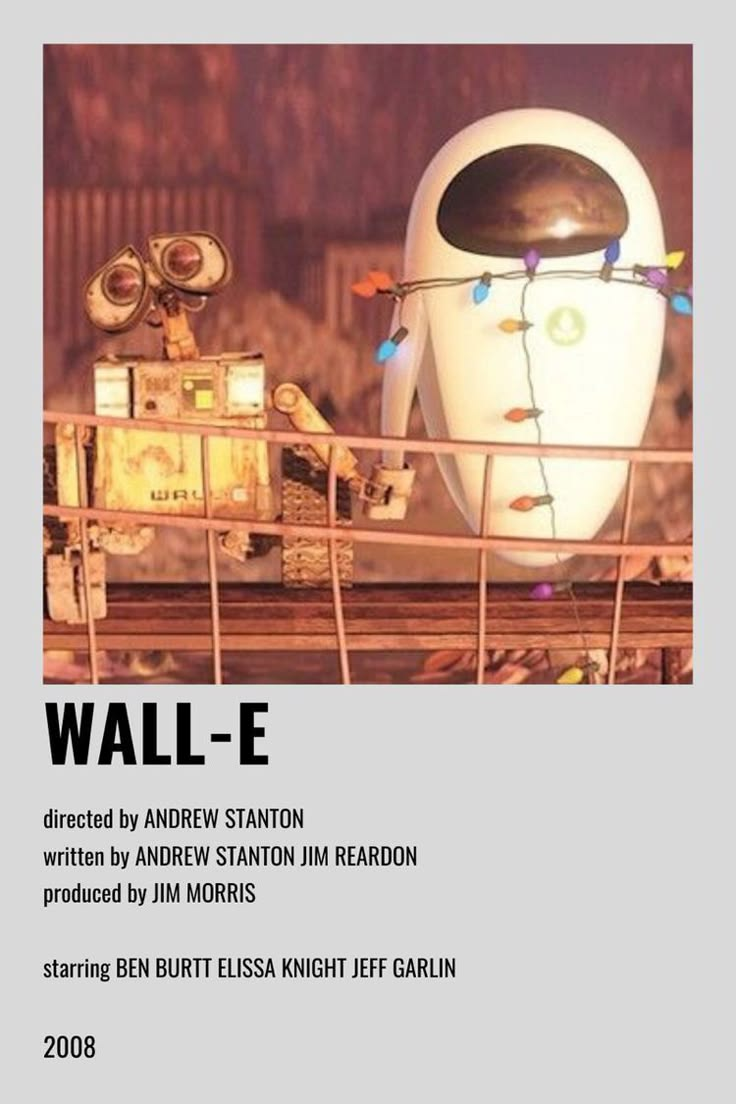 WALL-E
WALL-E
directed by ANDREW STANTON
written by ANDREW STANTON JIM REARDON
produced by JIM MORRIS
starring BEN BURTT ELISSA KNIGHT JEFF GARLIN
2008